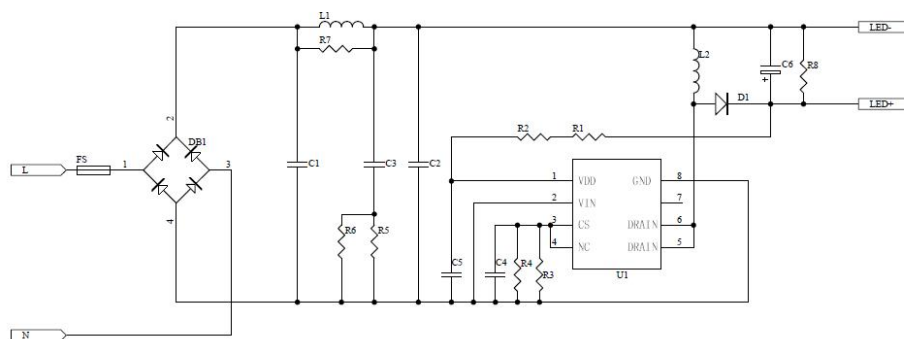 L1
LED-
R7
L2
C6
R8
+
D1
LED+
2
R2
R1
DB1
FS
L
1
3
C1
C3
C2
1
VDD
GND
8
2
VIN
7
3
CS
DRAIN
6
4
NC
DRAIN
5
4
R6
R5
C5
C4
R4
R3
U1
N